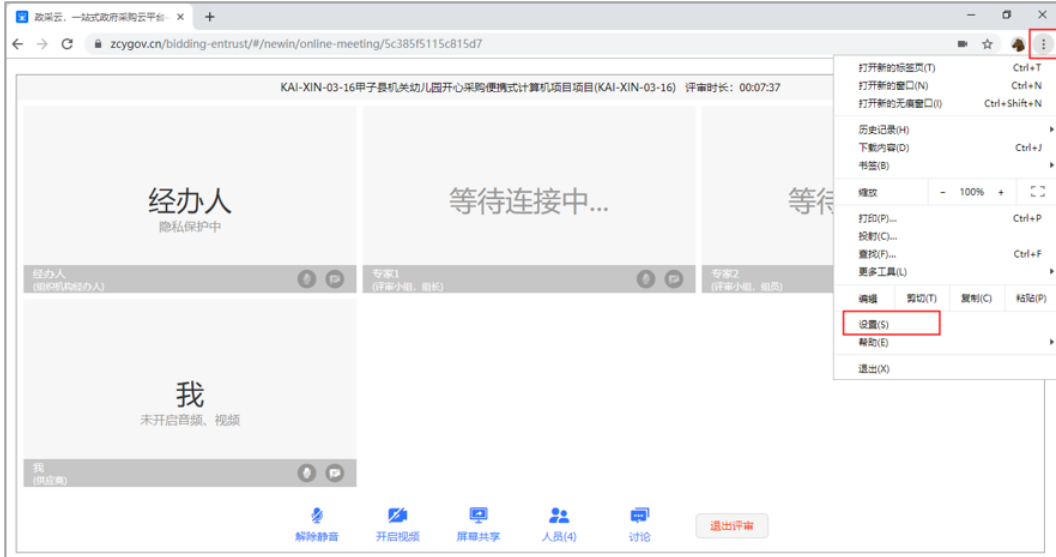 政采云，一站式政府采购云平台-
zcygov.cn/bidding-entrust/#/newin/online-meeting/5c385f5115c815d7
KAI-XIN-03-16甲子县机关幼儿园开心采购便携式计算机项目项目(KAI-XIN-03-16) 评审时长：00:07:37
经办人
隐私保护中
经办人
(组织机构经办人)
等待连接中...
专家1
(评审小组，组长)
等待
专家2
(评审小组，组员)
我
未开启音频、视频
我
(供应商)
解除静音
开启视频
屏幕共享
人员(4)
讨论
退出评审
打开新的标签页(T) Ctrl+T
打开新的窗口(N) Ctrl+N
打开新的无痕窗口(I) Ctrl+Shift+N
历史记录(H)
下载内容(D) Ctrl+J
书签(B)
缩放 - 100% +
打印(P)... Ctrl+P
投射(C)...
查找(F)... Ctrl+F
更多工具(L)
编辑 剪切(T) 复制(C) 粘贴(P)
设置(S)
帮助(E)
退出(X)